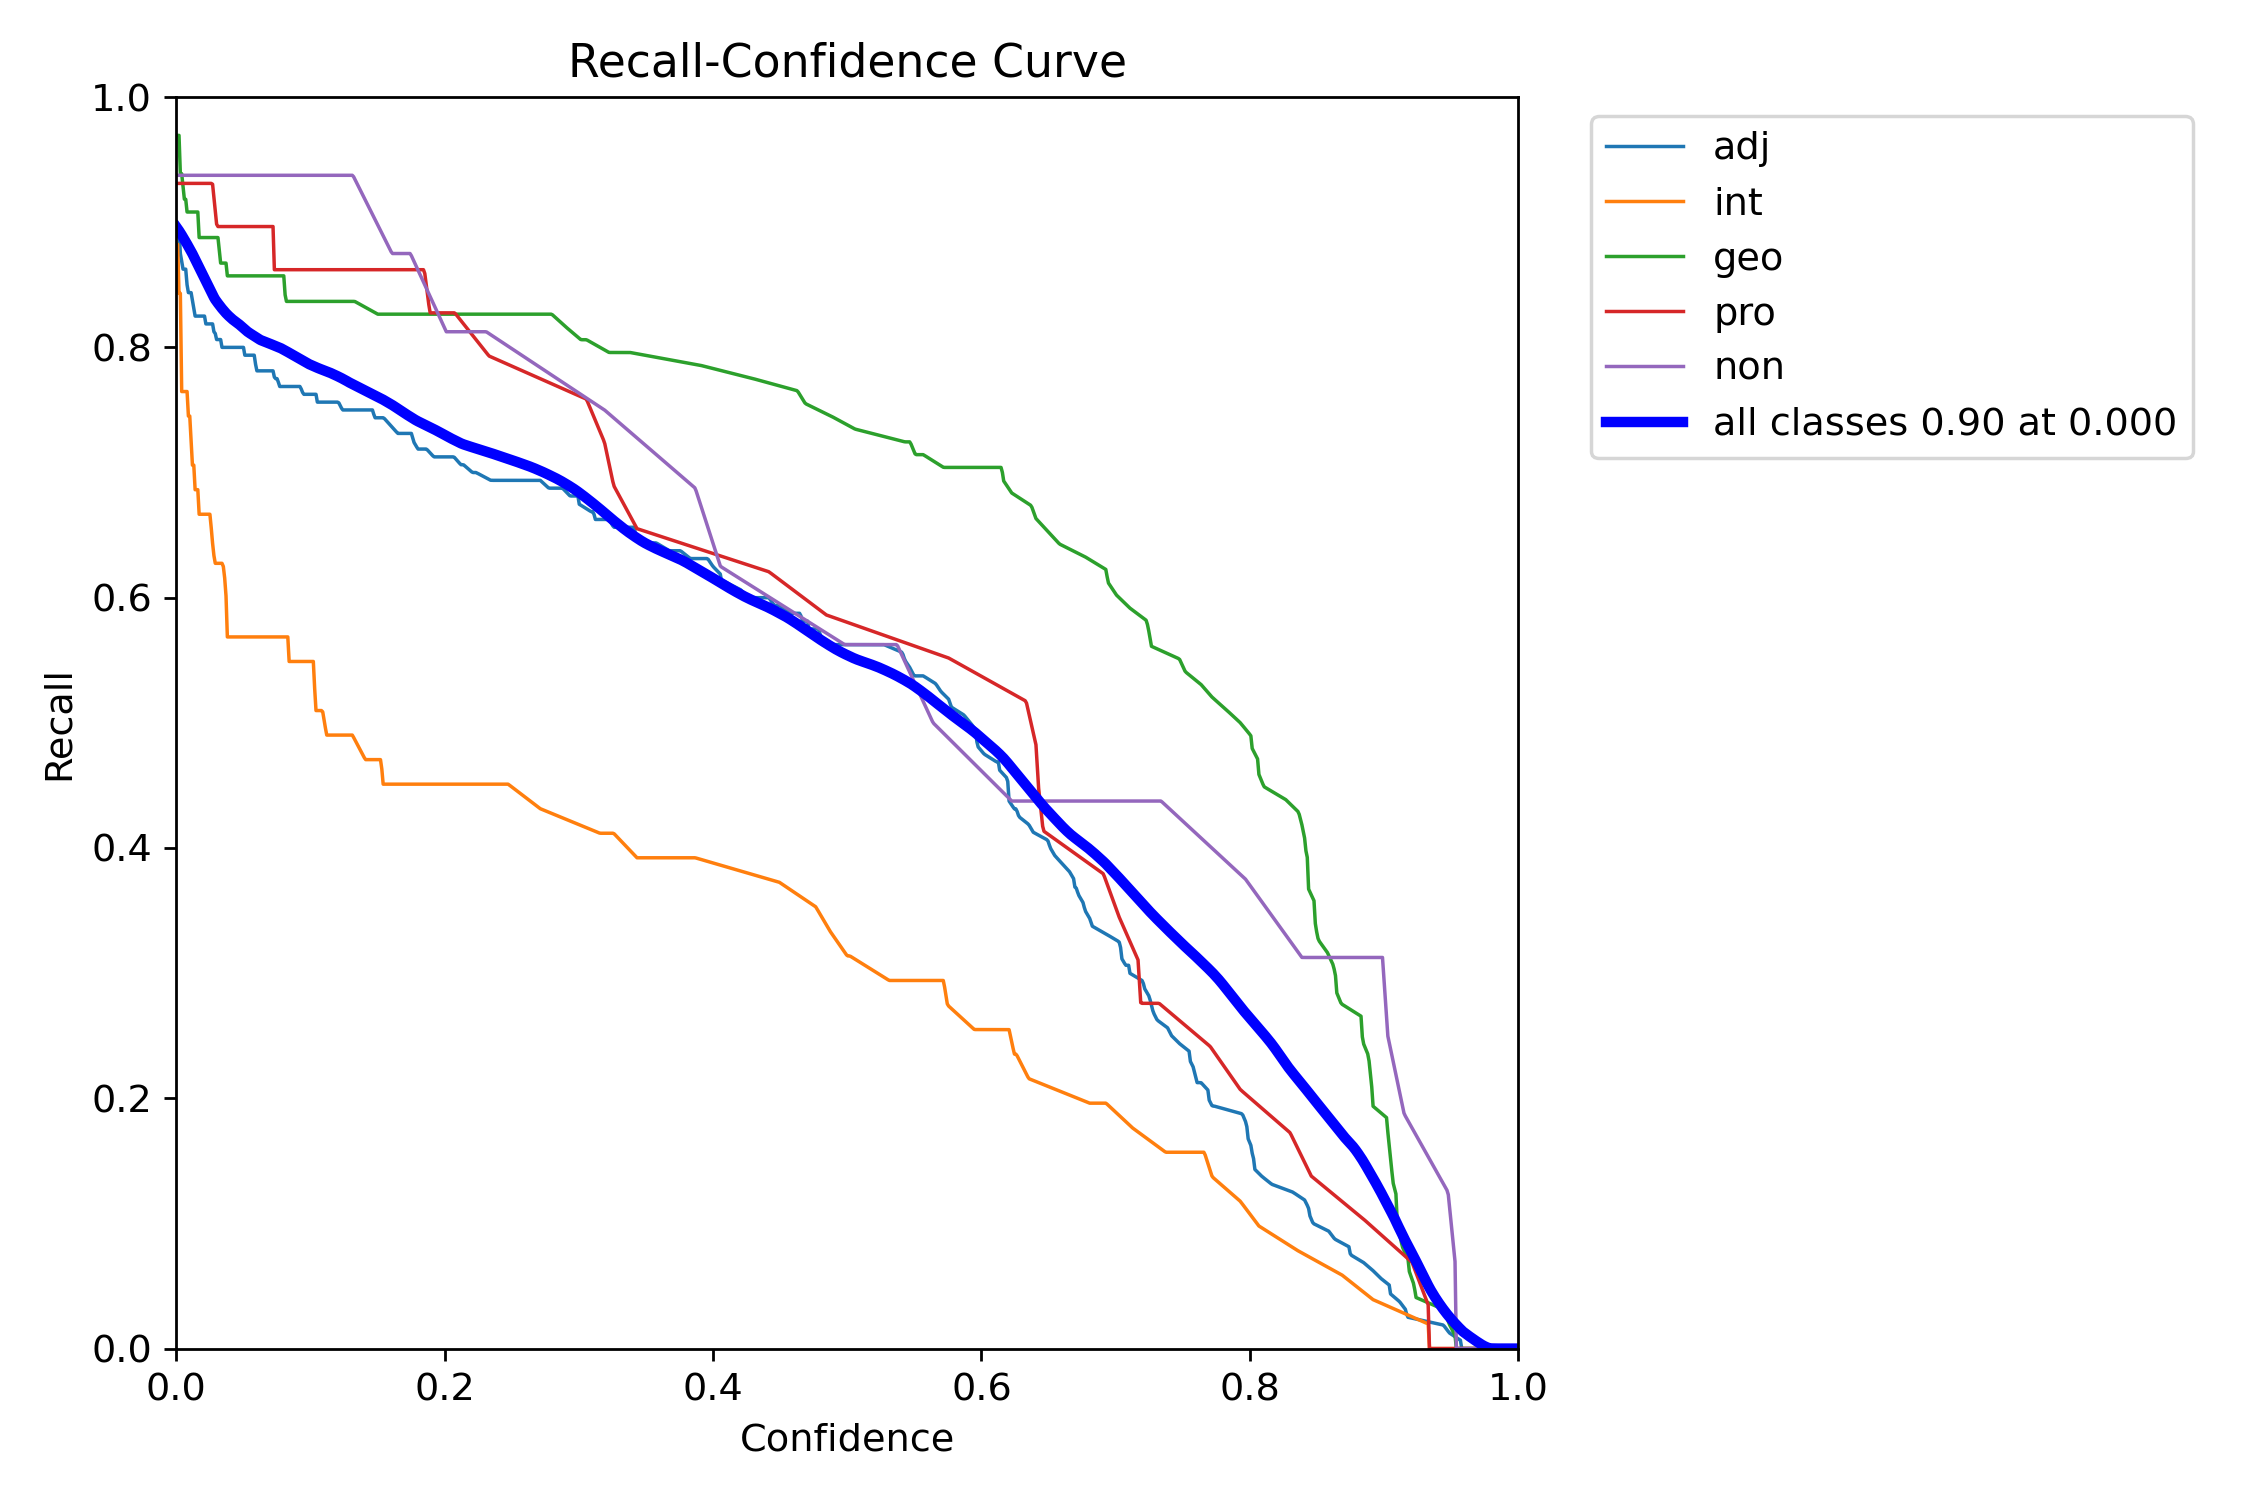 Recall-Confidence Curve
1.0
0.8
0.6
0.4
0.2
0.0
Recall
0.0 0.2 0.4 0.6 0.8 1.0
Confidence
adj
int
geo
pro
non
all classes 0.90 at 0.000